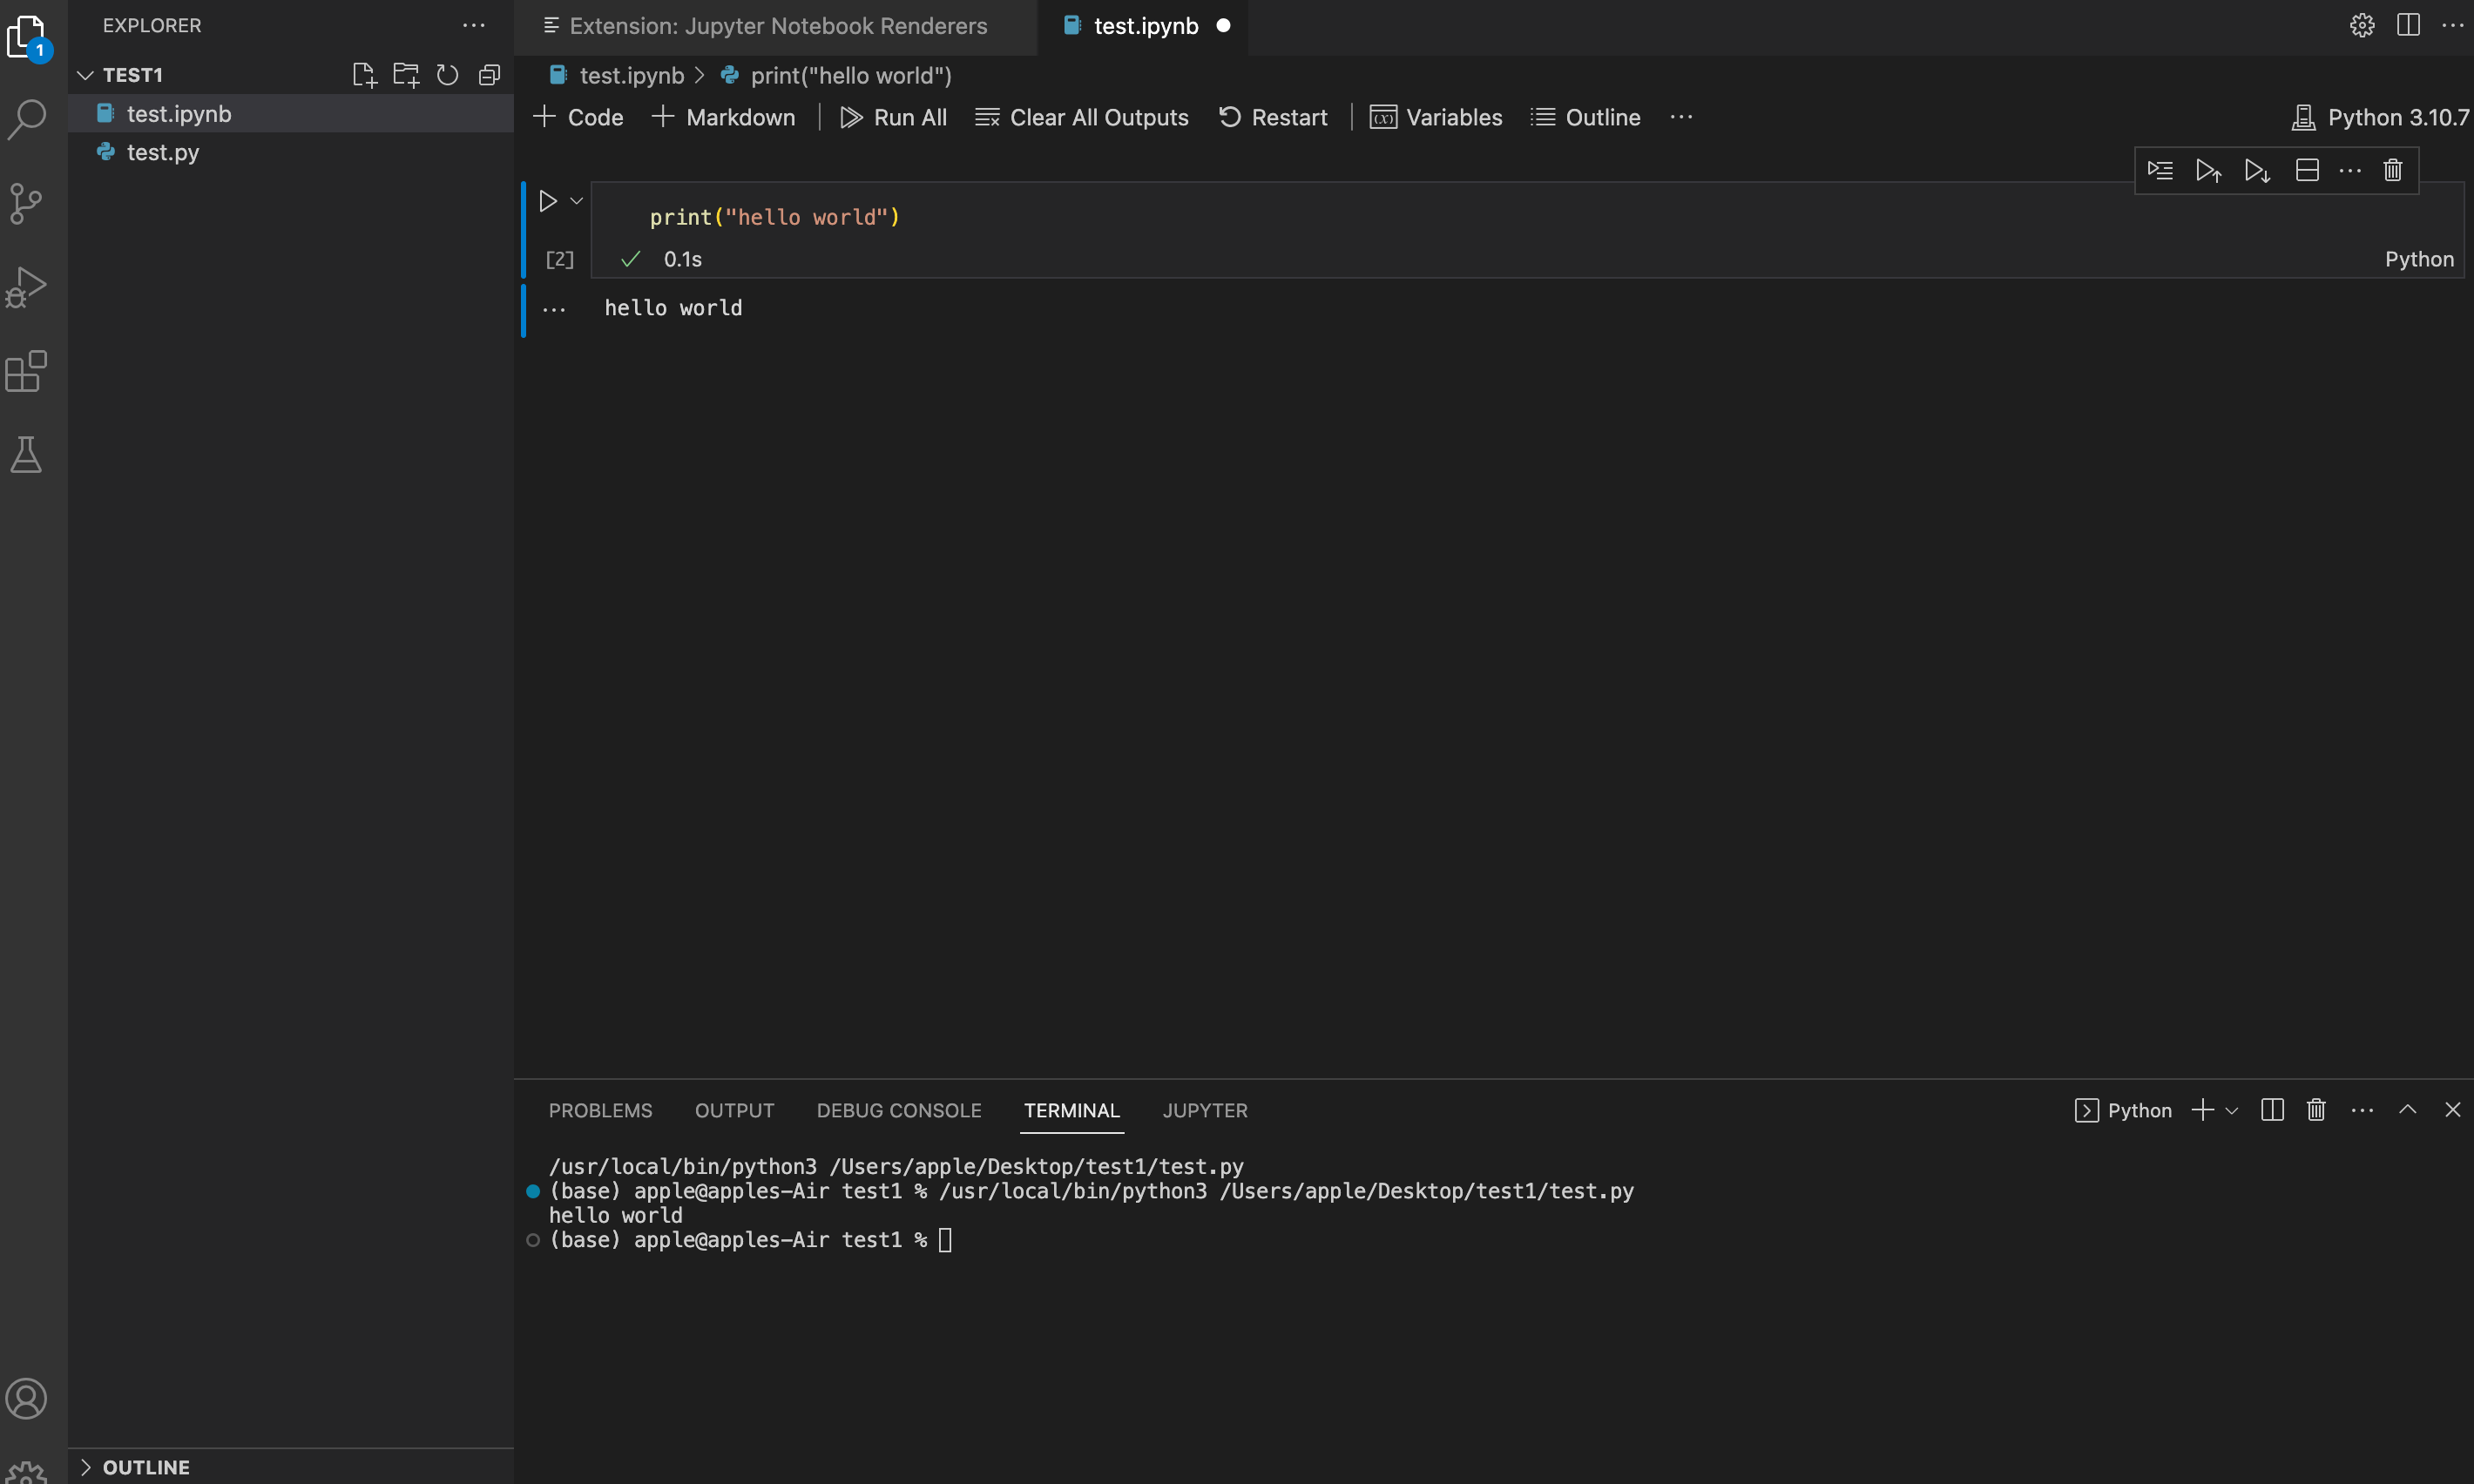 EXPLORER
1
TEST1
test.ipynb
test.py
OUTLINE
Extension: Jupyter Notebook Renderers
test.ipynb
test.ipynb > print("hello world")
Code
Markdown
Run All
Clear All Outputs
Restart
(x) Variables
Outline
Python 3.10.7
print("hello world")
[2]
0.1s
Python
hello world
PROBLEMS
OUTPUT
DEBUG CONSOLE
TERMINAL
JUPYTER
Python
/usr/local/bin/python3 /Users/apple/Desktop/test1/test.py
(base) apple@apples-Air test1 % /usr/local/bin/python3 /Users/apple/Desktop/test1/test.py
hello world
(base) apple@apples-Air test1 %